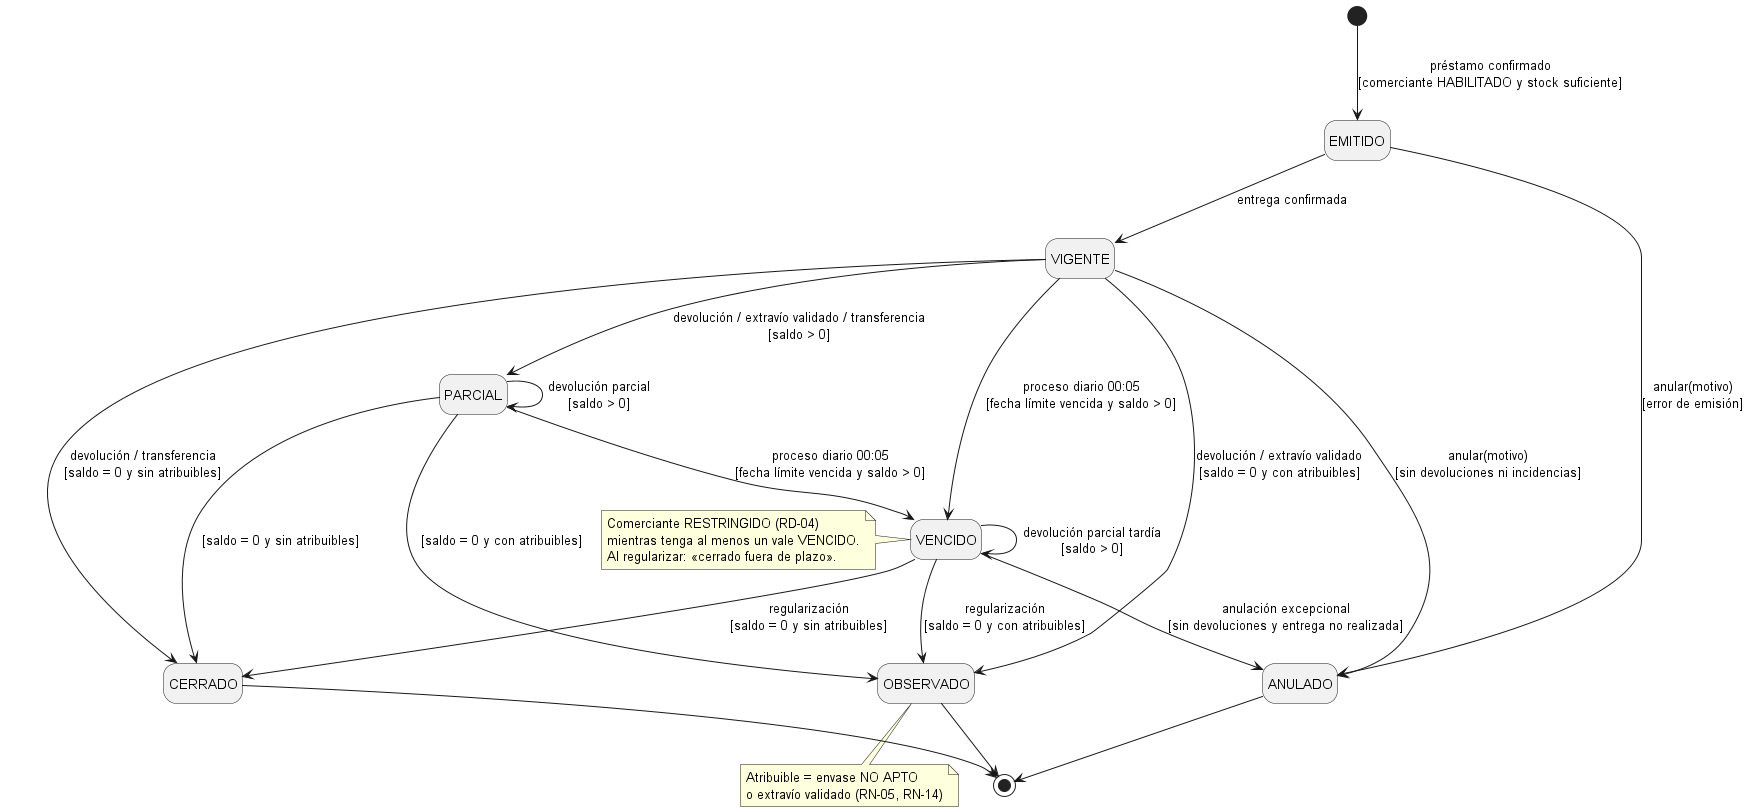 préstamo confirmado
[comerciante HABILITADO y stock suficiente]
EMITIDO
entrega confirmada
VIGENTE
devolución / extravío validado / transferencia
[saldo > 0]
PARCIAL
devolución parcial
[saldo > 0]
proceso diario 00:05
[fecha límite vencida y saldo > 0]
anular(motivo)
[error de emisión]
devolución / transferencia
[saldo = 0 y sin atribuibles]
proceso diario 00:05
[fecha límite vencida y saldo > 0]
devolución / extravío validado
[saldo = 0 y con atribuibles]
anular(motivo)
[sin devoluciones ni incidencias]
[saldo = 0 y sin atribuibles]
[saldo = 0 y con atribuibles]
Comerciante RESTRINGIDO (RD-04)
mientras tenga al menos un vale VENCIDO.
Al regularizar: «cerrado fuera de plazo».
VENCIDO
devolución parcial tardía
[saldo > 0]
regularización
[saldo = 0 y sin atribuibles]
regularización
[saldo = 0 y con atribuibles]
anulación excepcional
[sin devoluciones y entrega no realizada]
CERRADO
OBSERVADO
ANULADO
Atribuible = envase NO APTO
o extravío validado (RN-05, RN-14)